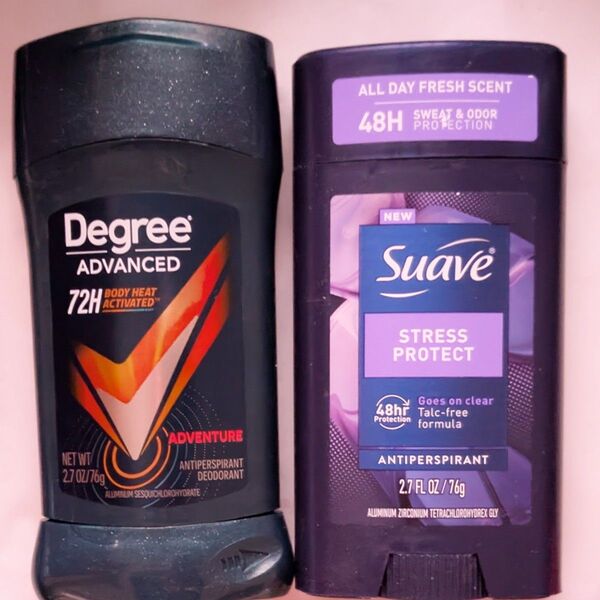 Degree®
ADVANCED
72H BODY HEAT
ACTIVATED™
ADVENTURE
NET WT
2.7 OZ/76g
ANTIPERSPIRANT
DEODORANT
ALUMINUM SESQUICHLOROHYDRATE
ALL DAY FRESH SCENT
48H SWEAT & ODOR
PROTECTION
NEW
Suave®
STRESS
PROTECT
48hr
Protection
Goes on clear
Talc-free
formula
ANTIPERSPIRANT
2.7 FL OZ / 76g
ALUMINUM ZIRCONIUM TETRACHLOROHYDREX GLY